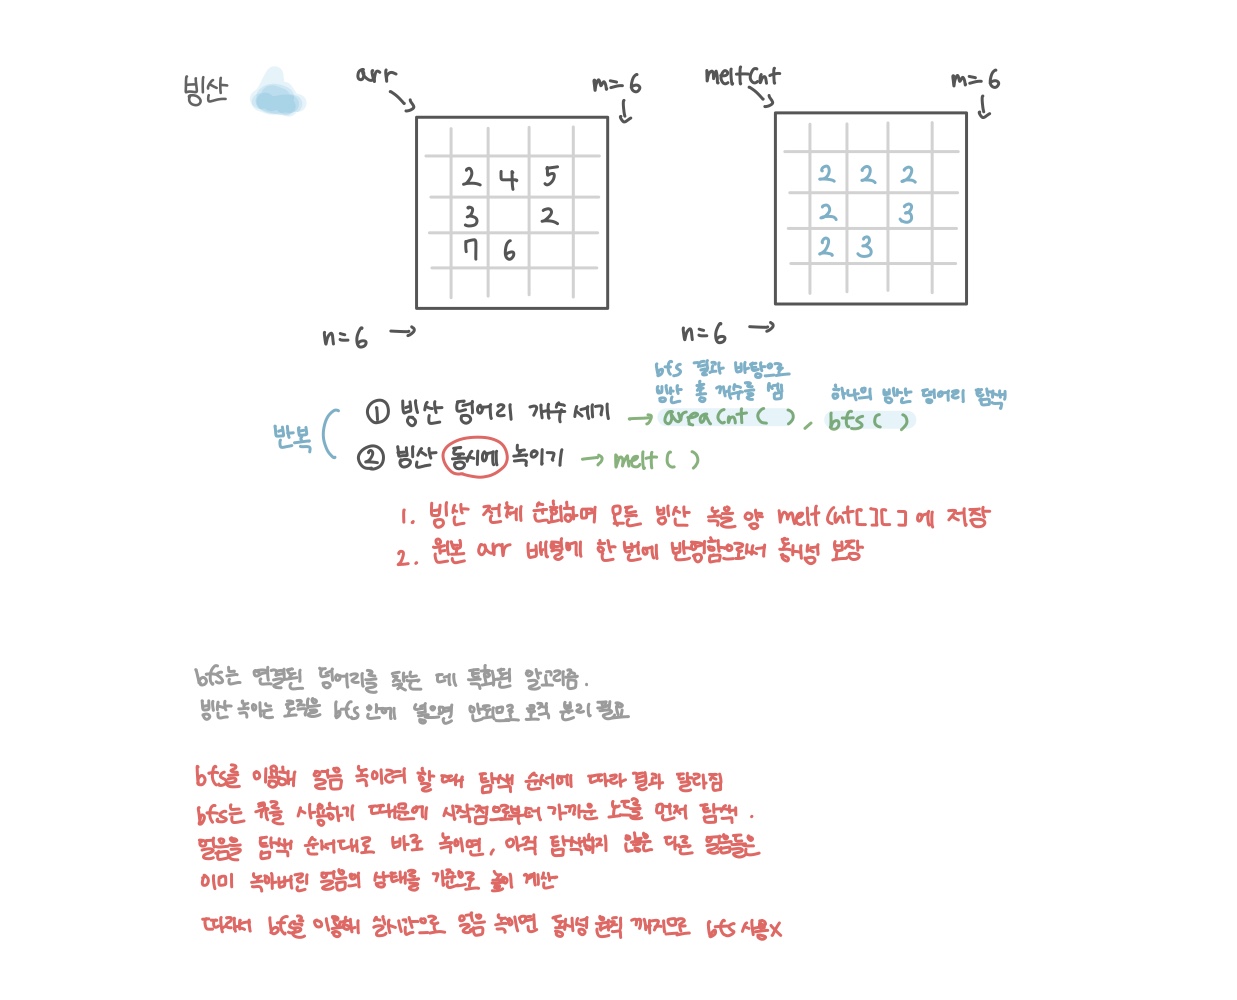 빙산
arr
m=6
2 4 5
3 2
7 6
n=6 →
meltCnt
m=6
2 2 2
2 3
2 3
n=6 →
bfs 결과 바탕으로
빙산 총 개수를 셈
하나의 빙산 덩어리 탐색
반복
① 빙산 덩어리 개수 세기 → areaCnt( ), bfs( )
② 빙산 동시에 녹이기 → melt( )
1. 빙산 전체 순회하며 모든 빙산 녹을 양 meltCnt[][]에 저장
2. 원본 arr 배열에 한 번에 반영함으로서 동시성 보장
bfs는 연결된 덩어리를 찾는 데 특화된 알고리즘.
빙산 녹이는 로직을 bfs 안에 넣으면 안되므로 로직 분리 필요
bfs를 이용해 얼음 녹이려 할 때 탐색 순서에 따라 결과 달라짐
bfs는 큐를 사용하기 때문에 시작점으로부터 가까운 노드를 먼저 탐색.
얼음을 탐색 순서대로 바로 녹이면, 아직 탐색하지 않은 다른 얼음들은
이미 녹아버린 얼음의 상태를 기준으로 높이 계산
따라서 bfs를 이용해 실시간으로 얼음 녹이면 동시성 원칙 깨지므로 bfs 사용X